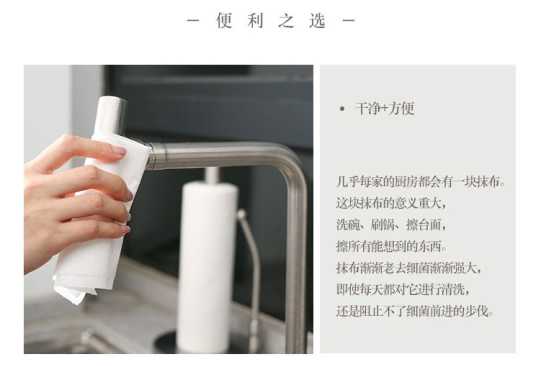 — 便利之选 —
• 干净+方便
几乎每家的厨房都会有一块抹布。
这块抹布的意义重大，
洗碗、刷锅、擦台面，
擦所有能想到的东西。
抹布渐渐老去细菌渐渐强大，
即使每天都对它进行清洗，
还是阻止不了细菌前进的步伐。